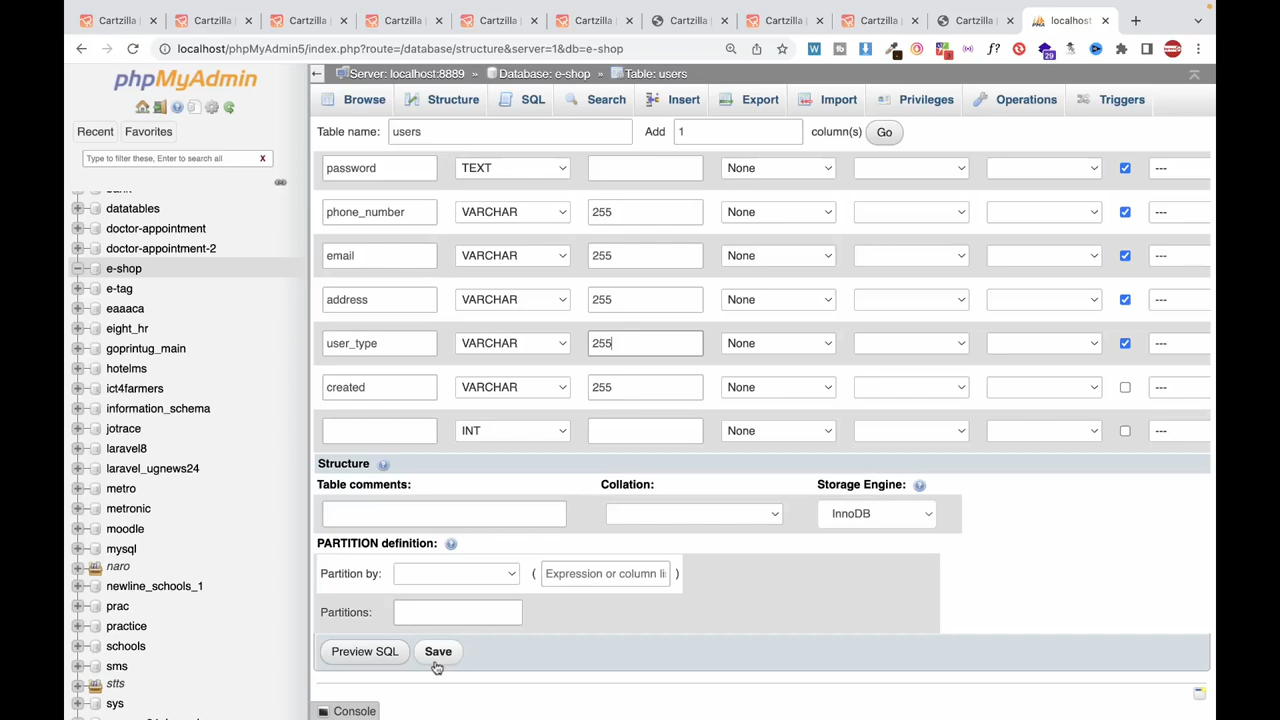 Cartzilla
Cartzilla
Cartzilla
Cartzilla
Cartzilla
Cartzilla
Cartzilla
Cartzilla
Cartzilla
Cartzilla
localhost
localhost/phpMyAdmin5/index.php?route=/database/structure&server=1&db=e-shop
29
phpMyAdmin
Recent Favorites
Type to filter these, Enter to search all X
datatables
doctor-appointment
doctor-appointment-2
e-shop
e-tag
eaaaca
eight_hr
goprintug_main
hotelms
ict4farmers
information_schema
jotrace
laravel8
laravel_ugnews24
metro
metronic
moodle
mysql
naro
newline_schools_1
prac
practice
schools
sms
stts
sys
Server: localhost:8889 » Database: e-shop » Table: users
Browse Structure SQL Search Insert Export Import Privileges Operations Triggers
Table name: users Add 1 column(s) Go
password TEXT None ---
phone_number VARCHAR 255 None ---
email VARCHAR 255 None ---
address VARCHAR 255 None ---
user_type VARCHAR 255 None ---
created VARCHAR 255 None ---
INT None ---
Structure
Table comments: Collation: Storage Engine:
InnoDB
PARTITION definition:
Partition by: ( Expression or column li )
Partitions:
Preview SQL Save
Console